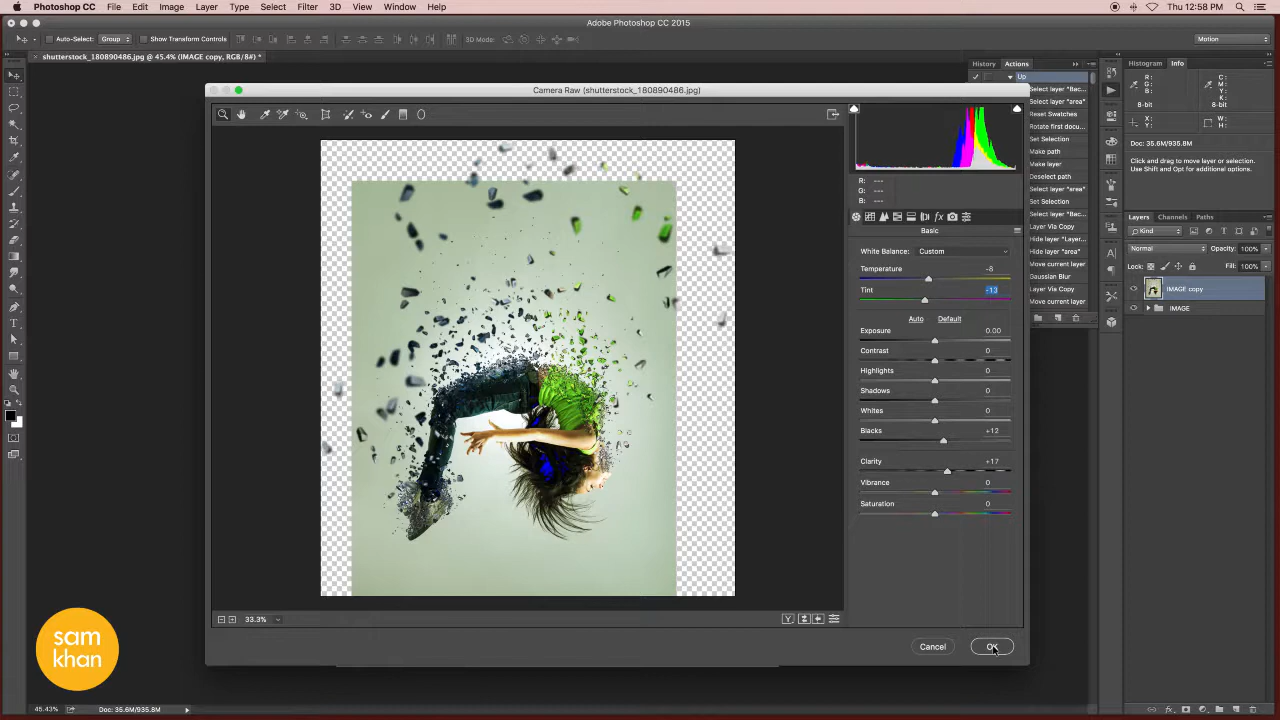 Photoshop CC File Edit Image Layer Type Select Filter 3D View Window Help Thu 12:58 PM
Adobe Photoshop CC 2015
Auto-Select: Group Show Transform Controls 3D Mode: Motion
shutterstock_180890486.jpg @ 45.4% (IMAGE copy, RGB/8#) *
History Actions
Histogram Info
Up
Camera Raw (shutterstock_180890486.jpg)
Select layer "Bac...
Select layer "area"
Reset Swatches
Rotate first docu...
Set Selection
Make path
Make layer
Deselect path
Select layer "area"
Set Selection
Select layer "Bac...
Layer Via Copy
Hide layer "Layer...
Hide layer "area"
Move current layer
Gaussian Blur
Layer Via Copy
Move current layer
R:
G:
B:
8-bit
C:
M:
Y:
K:
8-bit
X:
Y:
W:
H:
Doc: 35.6M/935.8M
Click and drag to move layer or selection.
Use Shift and Opt for additional options.
Layers Channels Paths
Kind
Normal Opacity: 100%
Lock: Fill: 100%
IMAGE copy
IMAGE
R: ---
G: ---
B: ---
Basic
White Balance: Custom
Temperature -8
Tint -13
Auto Default
Exposure 0.00
Contrast 0
Highlights 0
Shadows 0
Whites 0
Blacks +12
Clarity +17
Vibrance 0
Saturation 0
33.3%
Y
Cancel OK
sam
khan
45.43% Doc: 35.6M/935.8M